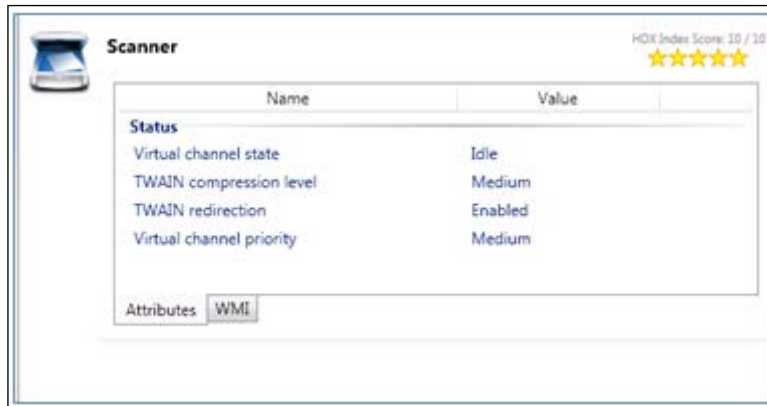 Scanner
HDX Index Score: 10 / 10
Name Value
Status
Virtual channel state Idle
TWAIN compression level Medium
TWAIN redirection Enabled
Virtual channel priority Medium
Attributes WMI